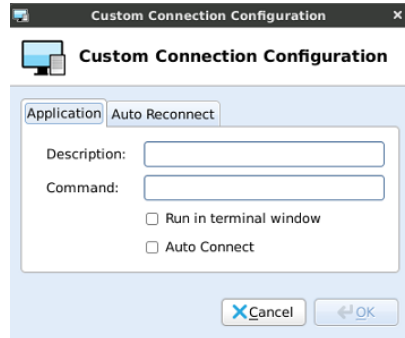 Custom Connection Configuration
Custom Connection Configuration
Application Auto Reconnect
Description:
Command:
Run in terminal window
Auto Connect
Cancel OK